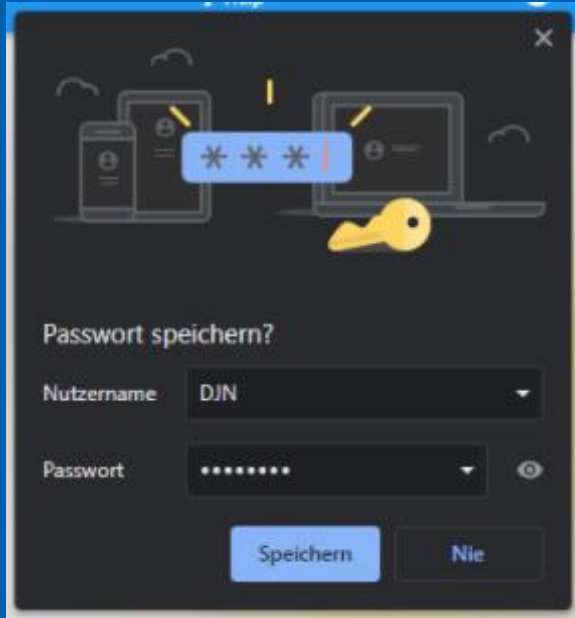 Passwort speichern?
Nutzername DJN
Passwort ••••••••
Speichern Nie